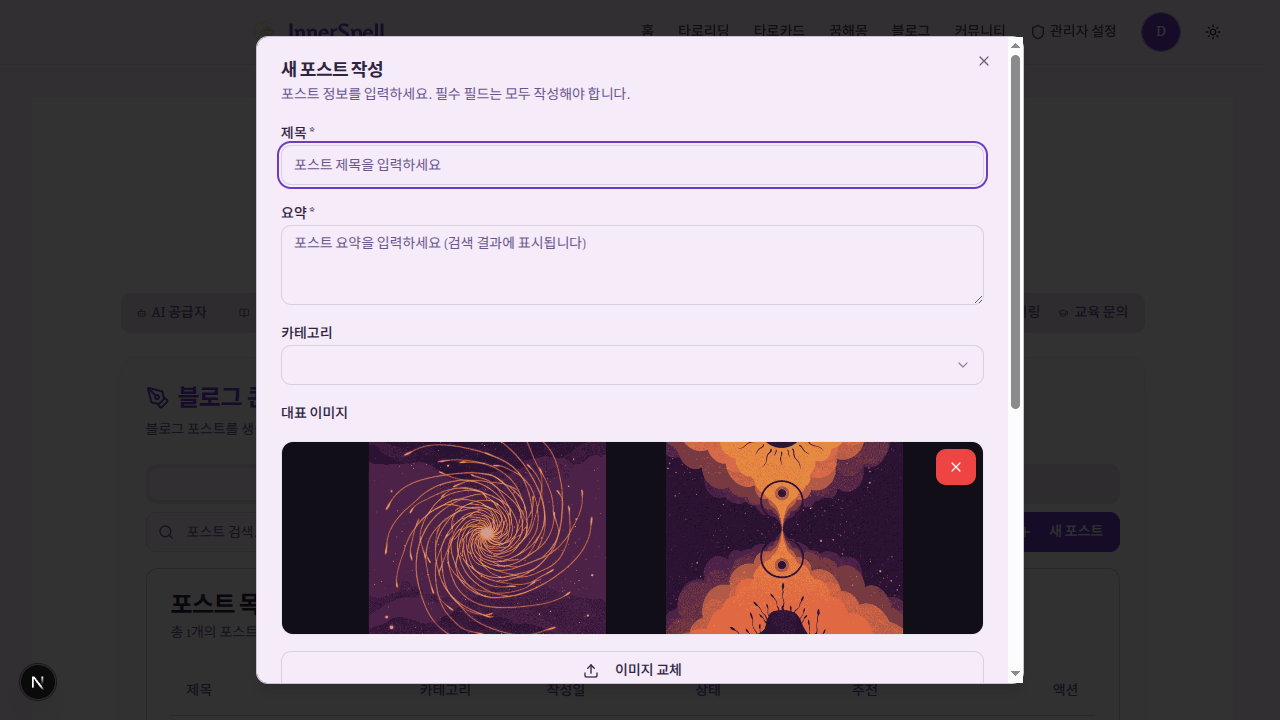 InnerSpell
홈 타로리딩 타로카드 꿈해몽 블로그 커뮤니티 관리자 설정 D
새 포스트 작성
포스트 정보를 입력하세요. 필수 필드는 모두 작성해야 합니다.
제목 *
포스트 제목을 입력하세요
요약 *
포스트 요약을 입력하세요 (검색 결과에 표시됩니다)
AI 공급자
교육 문의
카테고리
대표 이미지
블로그
블로그 포스트를
포스트 검색
새 포스트
포스트
총 1개의 포스트
이미지 교체
N
제목 카테고리 작성일 상태 추천 액션